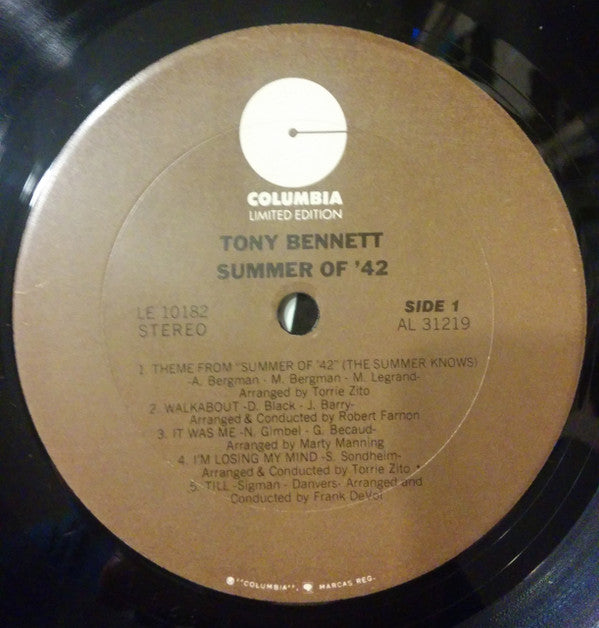 COLUMBIA
LIMITED EDITION
TONY BENNETT
SUMMER OF '42
LE 10182
STEREO
SIDE 1
AL 31219
1. THEME FROM "SUMMER OF '42" (THE SUMMER KNOWS)
-A. Bergman - M. Bergman - M. Legrand-
Arranged by Torrie Zito
2. WALKABOUT -D. Black - J. Barry-
Arranged & Conducted by Robert Farnon
3. IT WAS ME -N. Gimbel - G. Becaud-
Arranged by Marty Manning
4. I'M LOSING MY MIND -S. Sondheim-
Arranged & Conducted by Torrie Zito
5. TILL -Sigman - Danvers- Arranged and
Conducted by Frank DeVol
® "COLUMBIA", MARCAS REG-